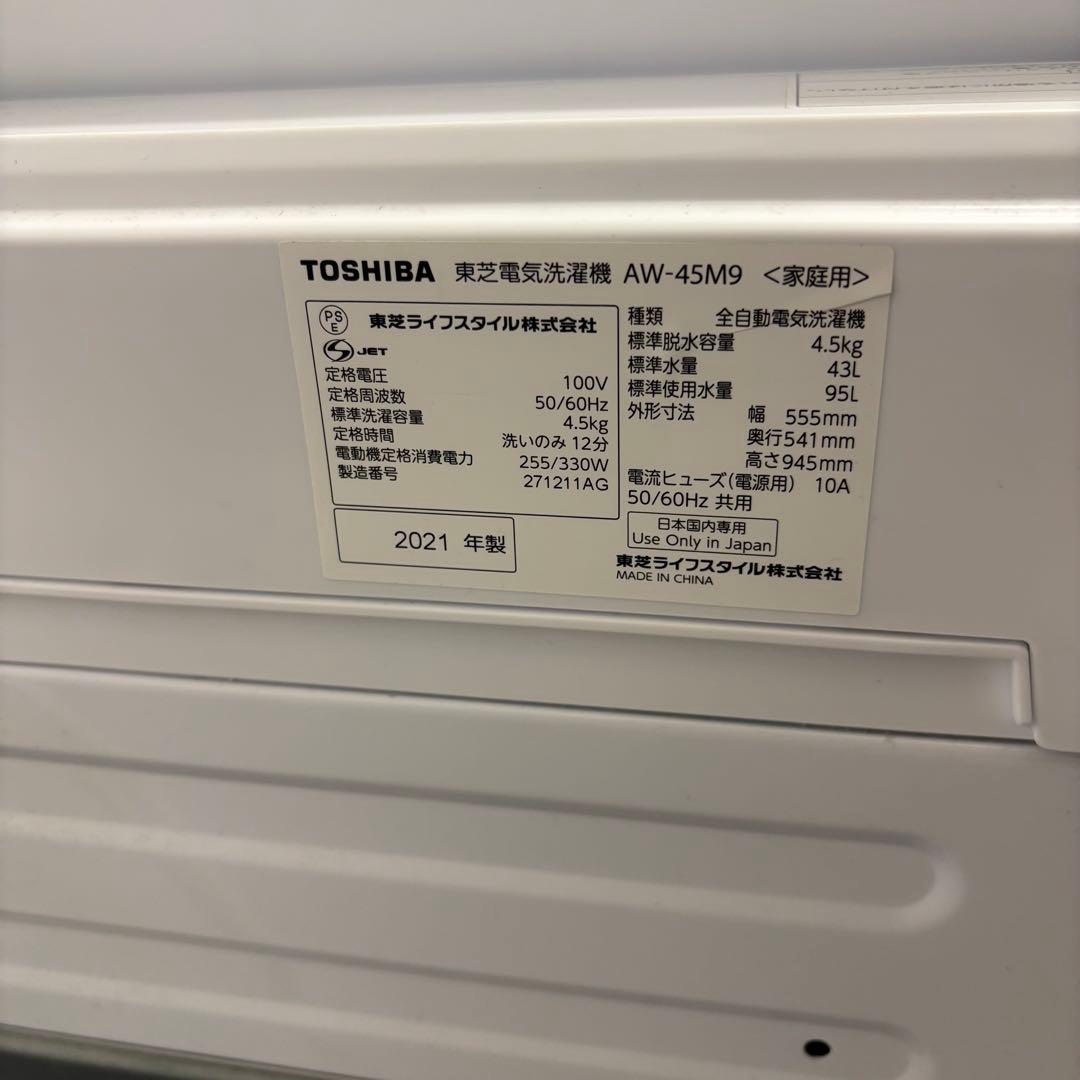 TOSHIBA 東芝電気洗濯機 AW-45M9 <家庭用>
PS
E
東芝ライフスタイル株式会社
S JET
定格電圧 100V
定格周波数 50/60Hz
標準洗濯容量 4.5kg
定格時間 洗いのみ 12分
電動機定格消費電力 255/330W
製造番号 271211AG
2021 年製
種類 全自動電気洗濯機
標準脱水容量 4.5kg
標準水量 43L
標準使用水量 95L
外形寸法 幅 555mm
奥行541mm
高さ945mm
電流ヒューズ(電源用) 10A
50/60Hz 共用
日本国内専用
Use Only in Japan
東芝ライフスタイル株式会社
MADE IN CHINA